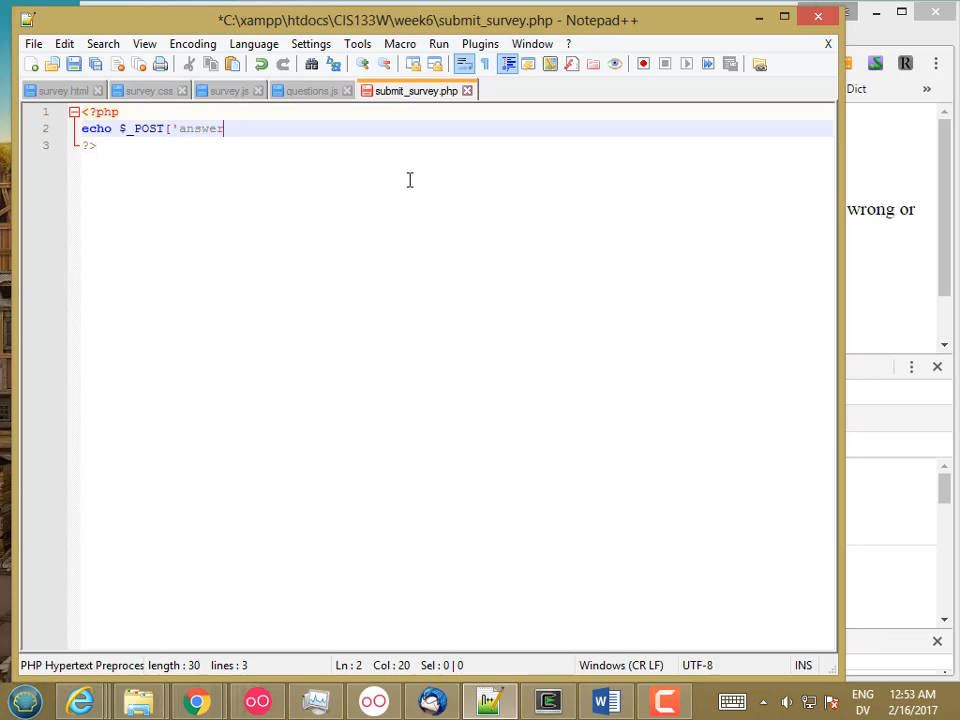 *C:\xampp\htdocs\CIS133W\week6\submit_survey.php - Notepad++
File Edit Search View Encoding Language Settings Tools Macro Run Plugins Window ? X
survey.html survey.css survey.js questions.js submit_survey.php
1 <?php
2 echo $_POST['answer
3 ?>
Dict »
wrong or
PHP Hypertext Preproces length : 30 lines : 3 Ln : 2 Col : 20 Sel : 0 | 0 Windows (CR LF) UTF-8 INS
ENG 12:53 AM
DV 2/16/2017